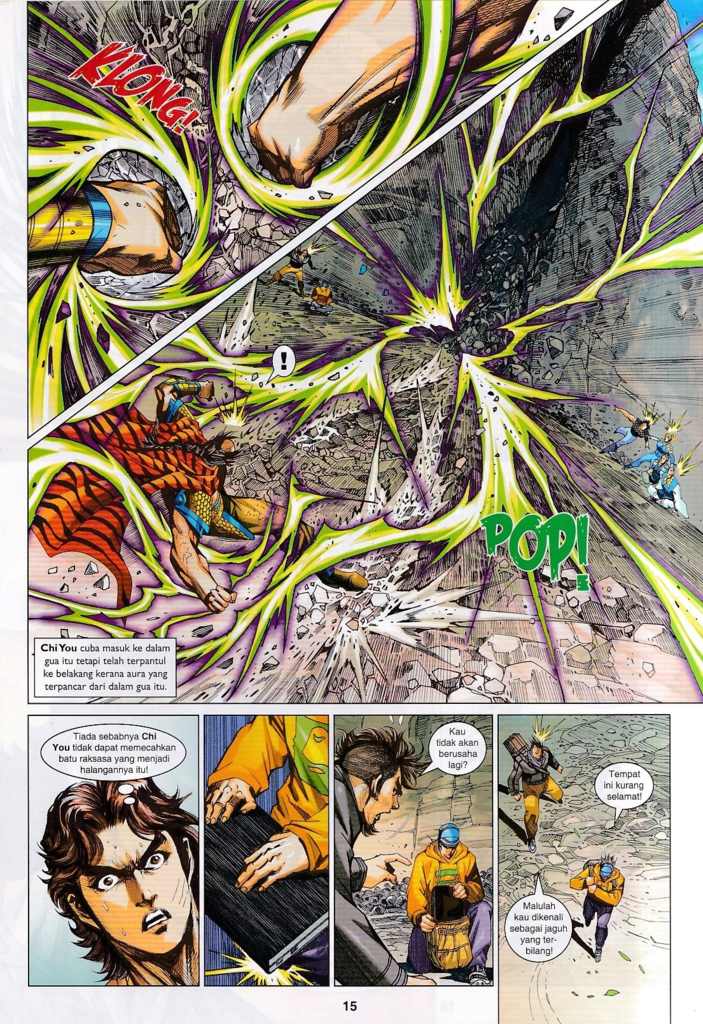 KLONG!
!
POP!
Chi You cuba masuk ke dalam
gua itu tetapi telah terpantul
ke belakang kerana aura yang
terpancar dari dalam gua itu.
Tiada sebabnya Chi
You tidak dapat memecahkan
batu raksasa yang menjadi
halangannya itu!
Kau
tidak akan
berusaha
lagi?
Tempat
ini kurang
selamat!
Malulah
kau dikenali
sebagai jaguh
yang ter-
bilang!
15